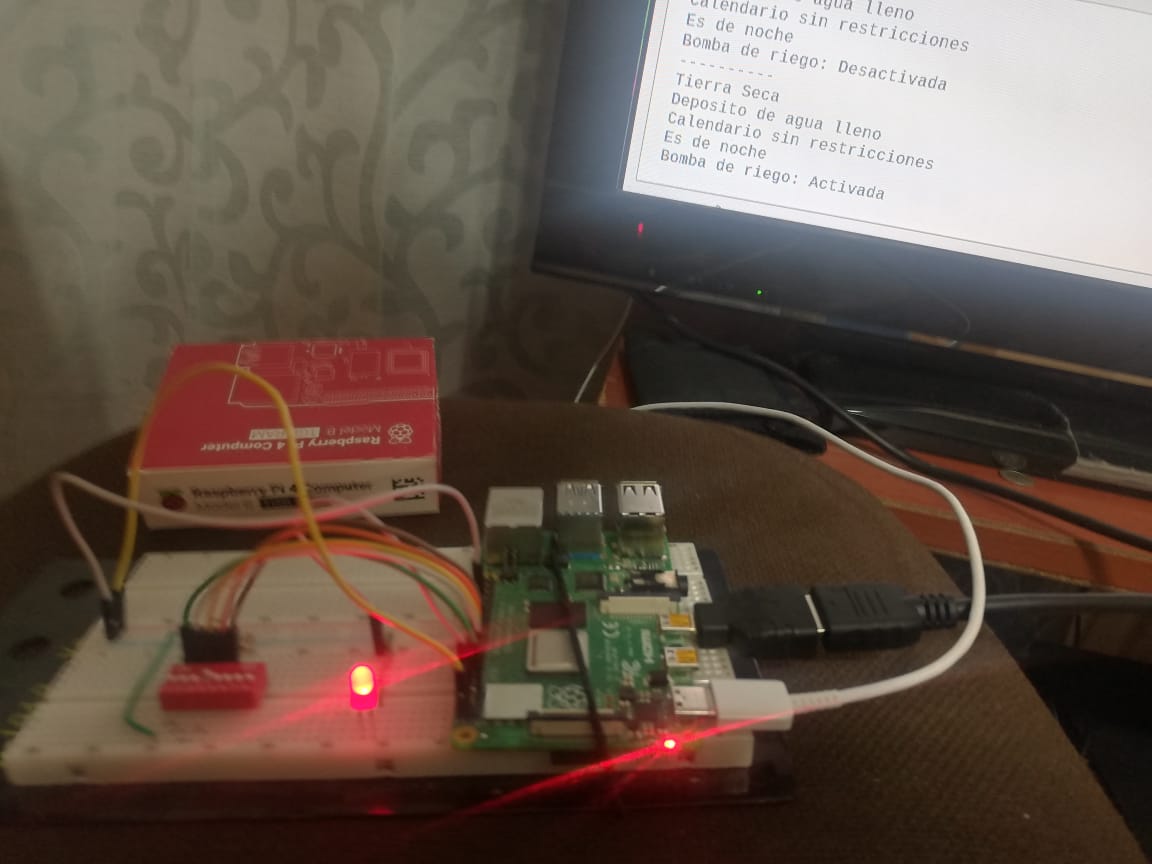 agua lleno
Calendario sin restricciones
Es de noche
Bomba de riego: Desactivada
----------
Tierra Seca
Deposito de agua lleno
Calendario sin restricciones
Es de noche
Bomba de riego: Activada
Model B
Raspberry Pi 4 Computer
Raspberry Pi 4 Computer